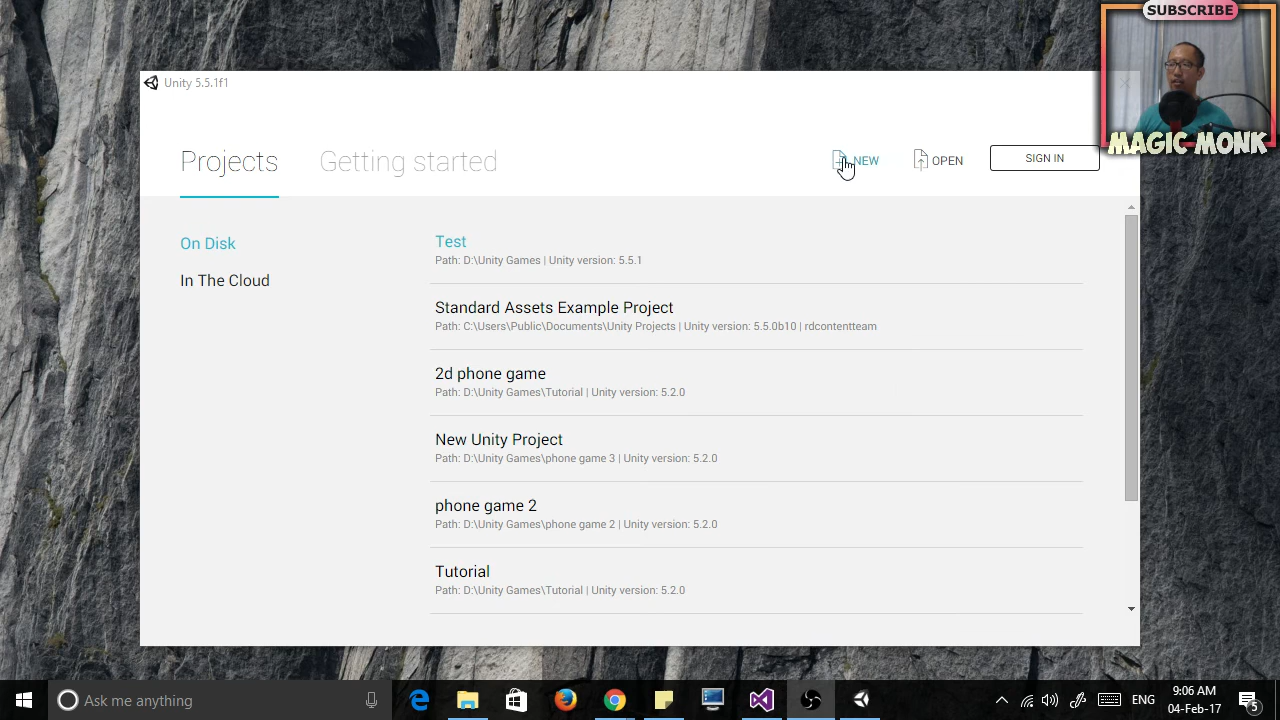 SUBSCRIBE
MAGIC MONK
Unity 5.5.1f1
Projects
Getting started
NEW
OPEN
SIGN IN
On Disk
In The Cloud
Test
Path: D:\Unity Games | Unity version: 5.5.1
Standard Assets Example Project
Path: C:\Users\Public\Documents\Unity Projects | Unity version: 5.5.0b10 | rdcontentteam
2d phone game
Path: D:\Unity Games\Tutorial | Unity version: 5.2.0
New Unity Project
Path: D:\Unity Games\phone game 3 | Unity version: 5.2.0
phone game 2
Path: D:\Unity Games\phone game 2 | Unity version: 5.2.0
Tutorial
Path: D:\Unity Games\Tutorial | Unity version: 5.2.0
Ask me anything
ENG
9:06 AM
04-Feb-17
5